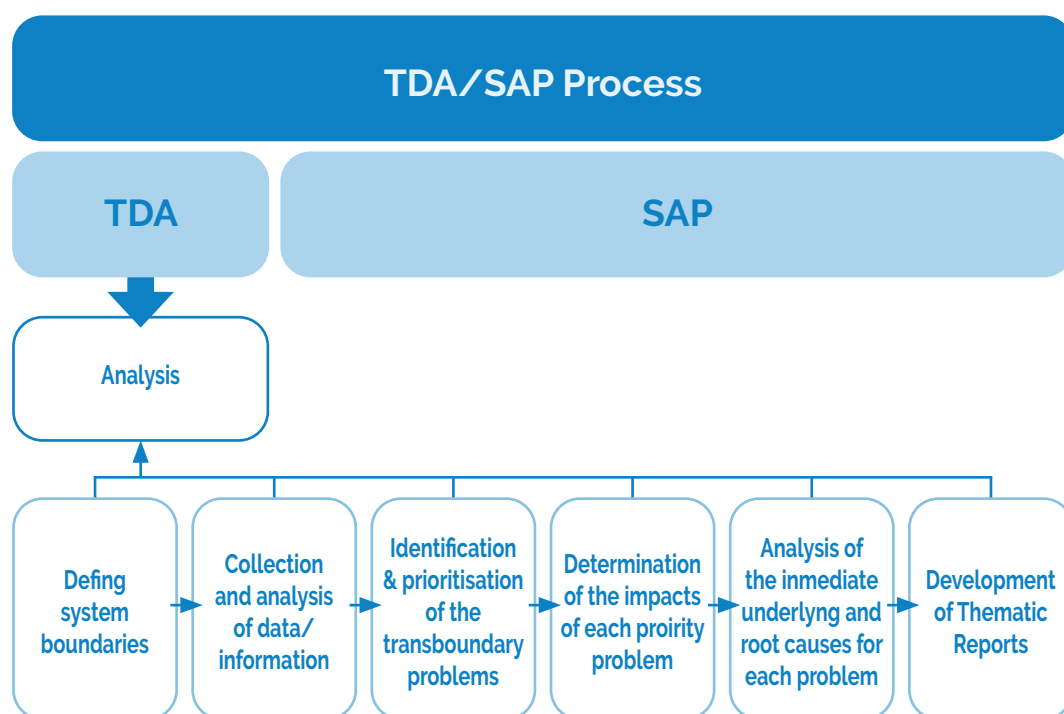 TDA/SAP Process
TDA
SAP
Analysis
Defing
system
boundaries
Collection
and analysis
of data/
information
Identification
& prioritisation
of the
transboundary
problems
Determination
of the impacts
of each proirity
problem
Analysis of
the inmediate
underlyng and
root causes for
each problem
Development
of Thematic
Reports